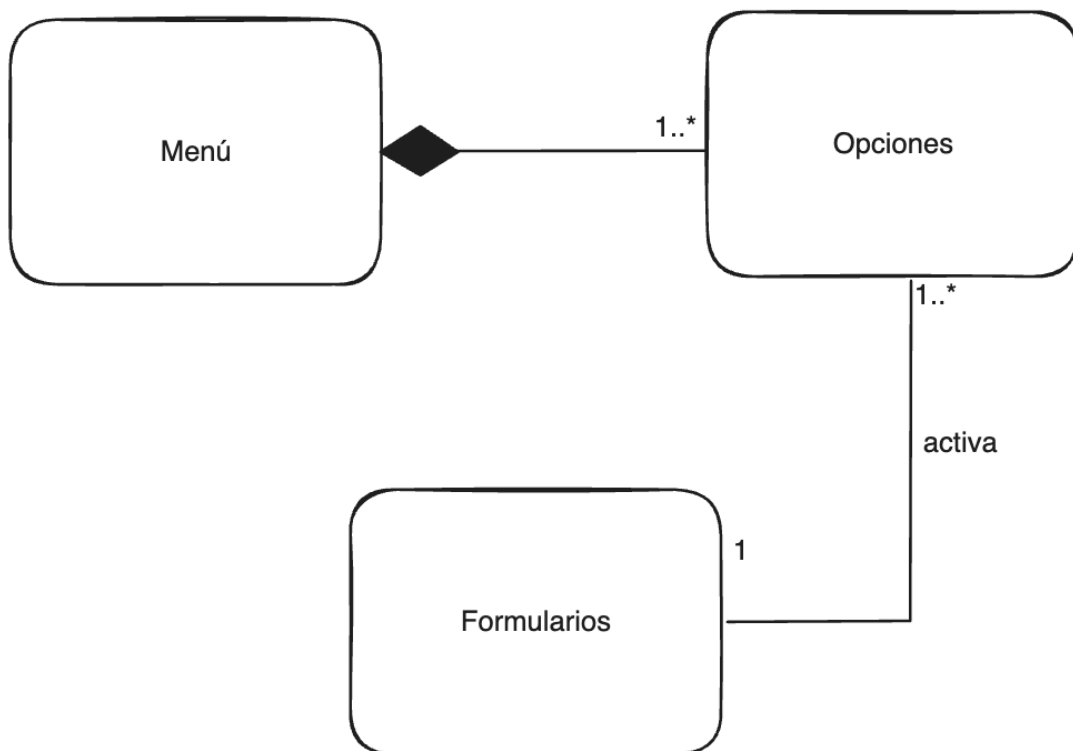 Menú
1..*
Opciones
1..*
activa
1
Formularios